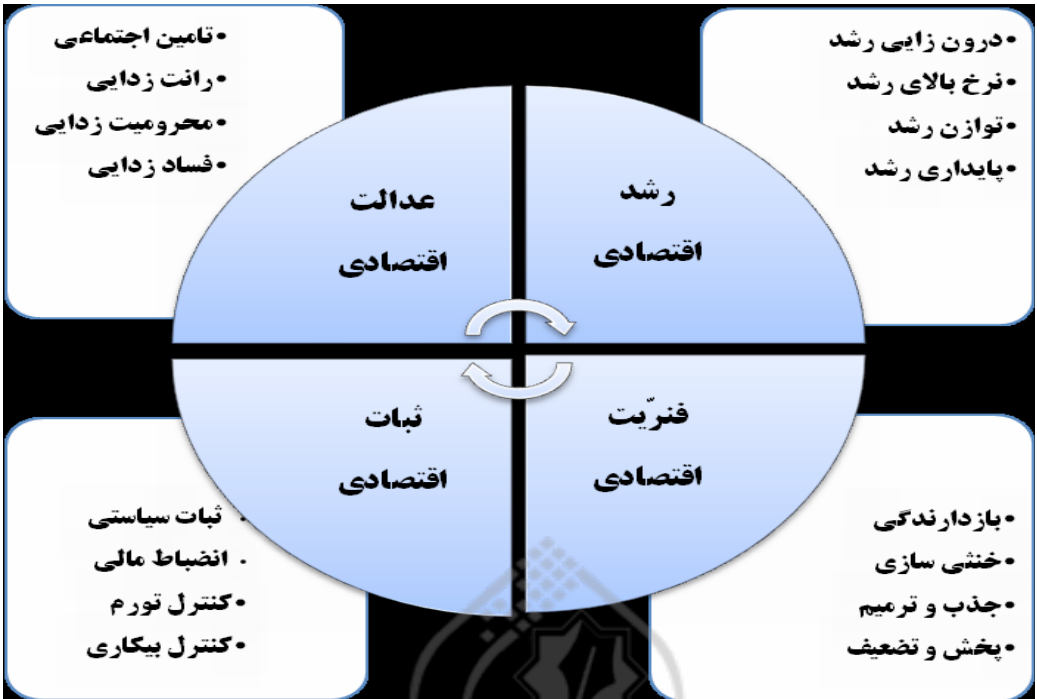 •درون زایی رشد
•نرخ بالای رشد
•توازن رشد
•پایداری رشد
•تامین اجتماعی
•رانت زدایی
•محرومیت زدایی
•فساد زدایی
رشد
اقتصادی
عدالت
اقتصادی
فنریّت
اقتصادی
ثبات
اقتصادی
•بازدارندگی
•خنثی سازی
•جذب و ترمیم
•پخش و تضعیف
• ثبات سیاستی
• انضباط مالی
•کنترل تورم
•کنترل بیکاری